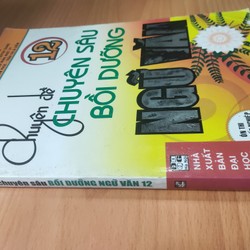 12
Chuyên đề
CHUYÊN SÂU
BỒI DƯỠNG
NGỮ VĂN
NHÀ
XUẤT
BẢN
ĐẠI
HỌC
chuyên sâu BỒI DƯỠNG NGỮ VĂN 12